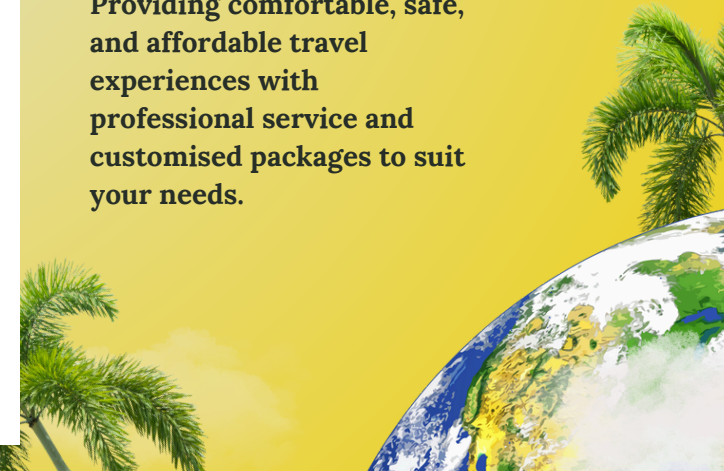 Providing comfortable, safe,
and affordable travel
experiences with
professional service and
customised packages to suit
your needs.